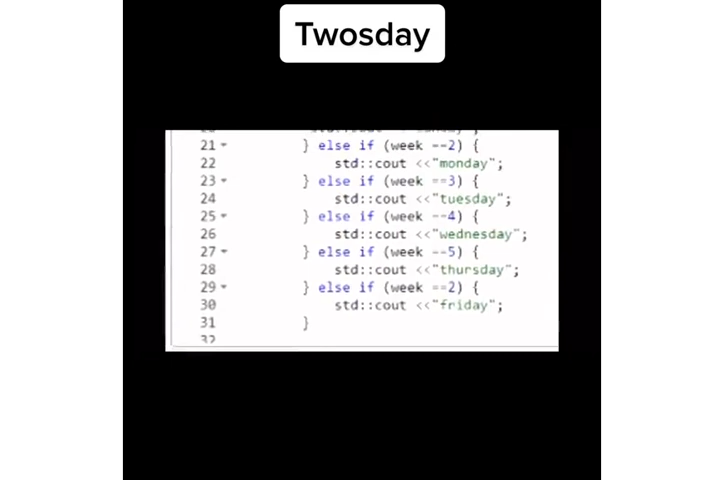 Twosday
21 } else if (week ==2) {
22 std::cout <<"monday";
23 } else if (week ==3) {
24 std::cout <<"tuesday";
25 } else if (week ==4) {
26 std::cout <<"wednesday";
27 } else if (week ==5) {
28 std::cout <<"thursday";
29 } else if (week ==2) {
30 std::cout <<"friday";
31 }
32